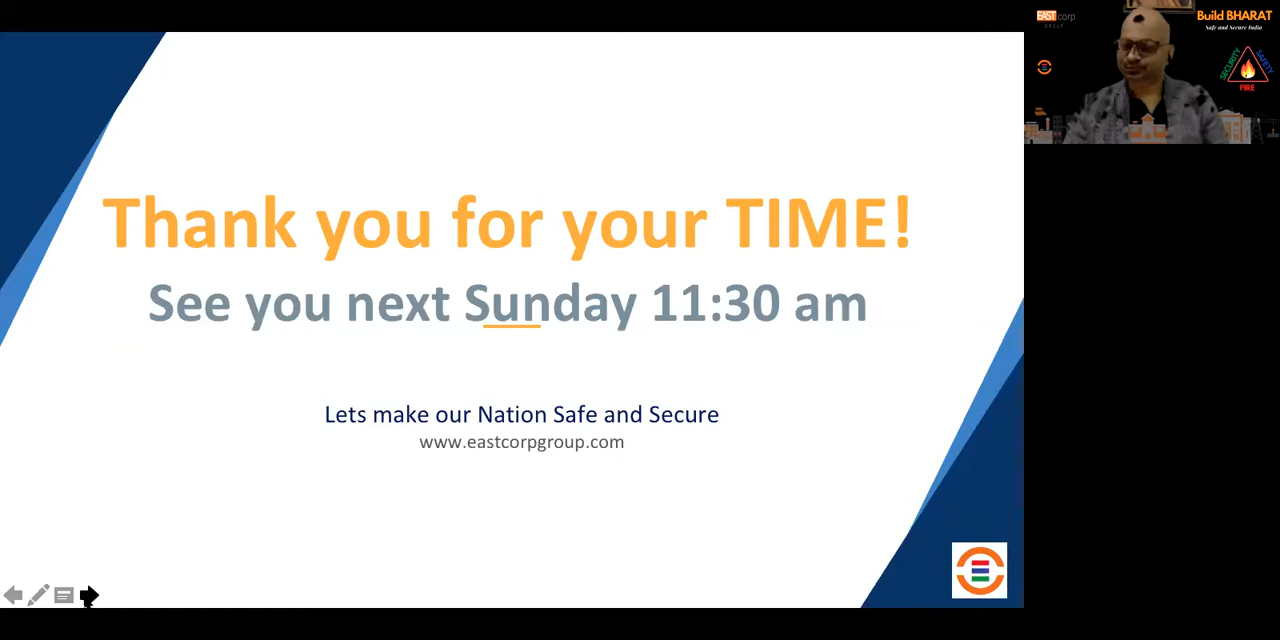 Thank you for your TIME!
See you next Sunday 11:30 am
Lets make our Nation Safe and Secure
www.eastcorpgroup.com
EAST corp
GROUP
Build BHARAT
Safe and Secure India
SECURITY
SAFETY
FIRE